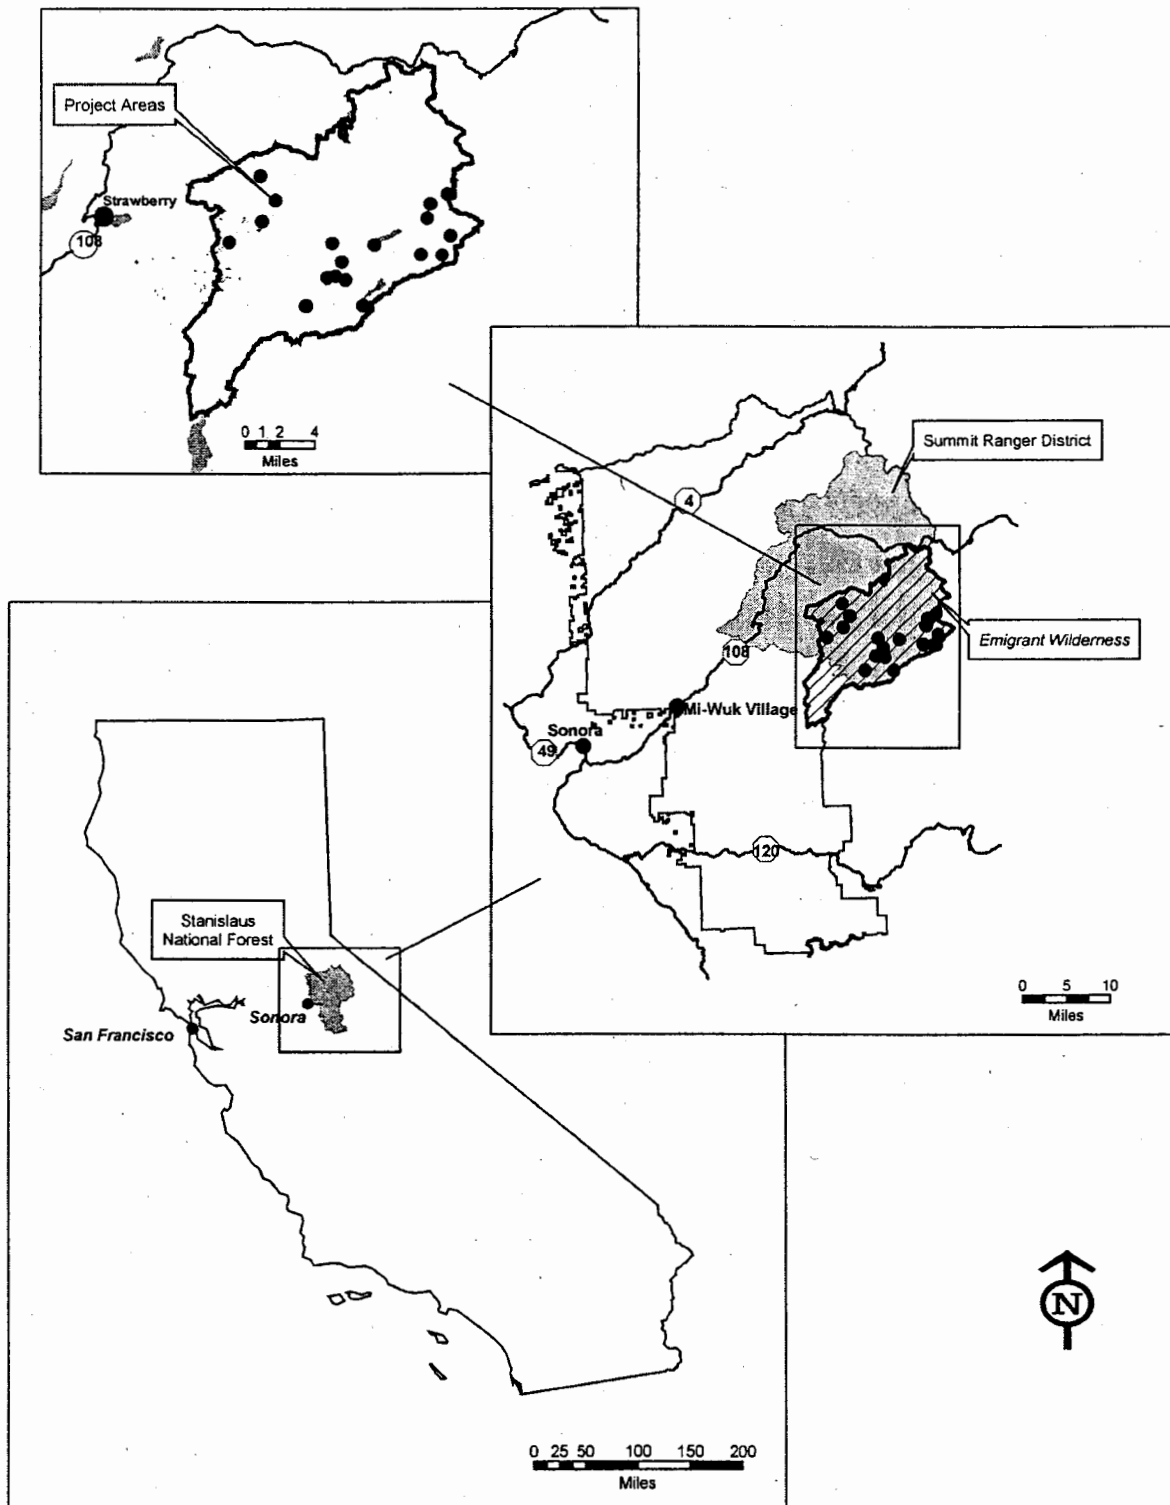 Project Areas
Strawberry
108
0 1 2 4
Miles
Summit Ranger District
4
Emigrant Wilderness
108
Mi-Wuk Village
Sonora
49
120
0 5 10
Miles
Stanislaus
National Forest
Sonora
San Francisco
N
0 25 50 100 150 200
Miles